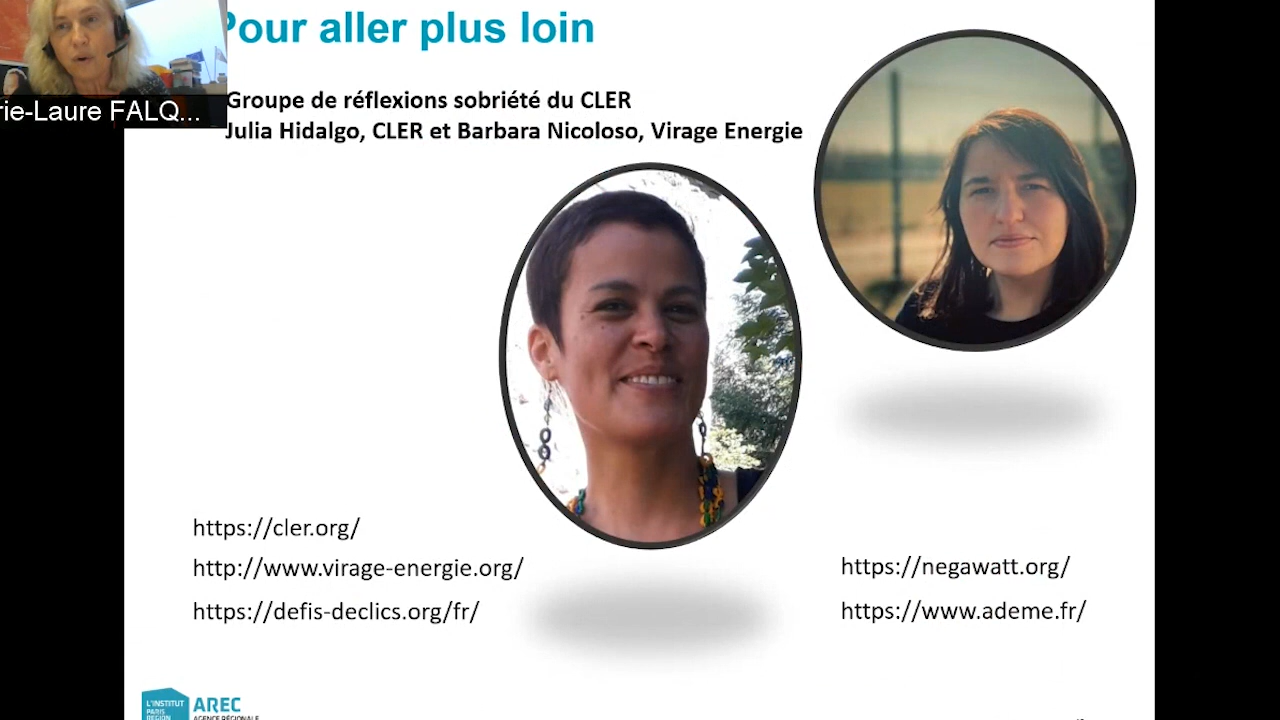 Pour aller plus loin
rie-Laure FALQ...
Groupe de réflexions sobriété du CLER
Julia Hidalgo, CLER et Barbara Nicoloso, Virage Energie
https://cler.org/
http://www.virage-energie.org/
https://defis-declics.org/fr/
https://negawatt.org/
https://www.ademe.fr/
L'INSTITUT
PARIS
REGION
AREC
AGENCE RÉGIONALE